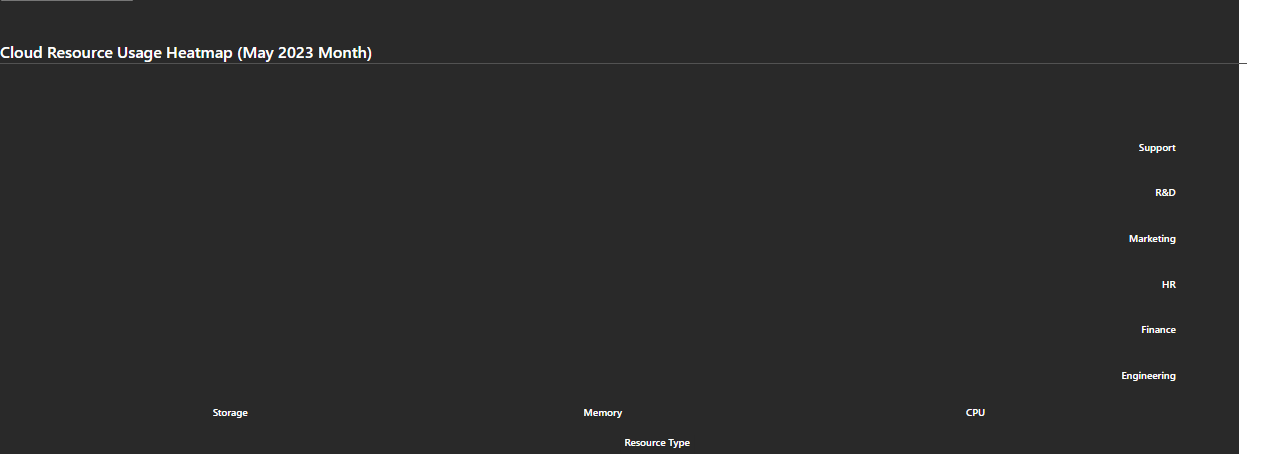 Cloud Resource Usage Heatmap (May 2023 Month)
Support
R&D
Marketing
HR
Finance
Engineering
Storage Memory CPU
Resource Type